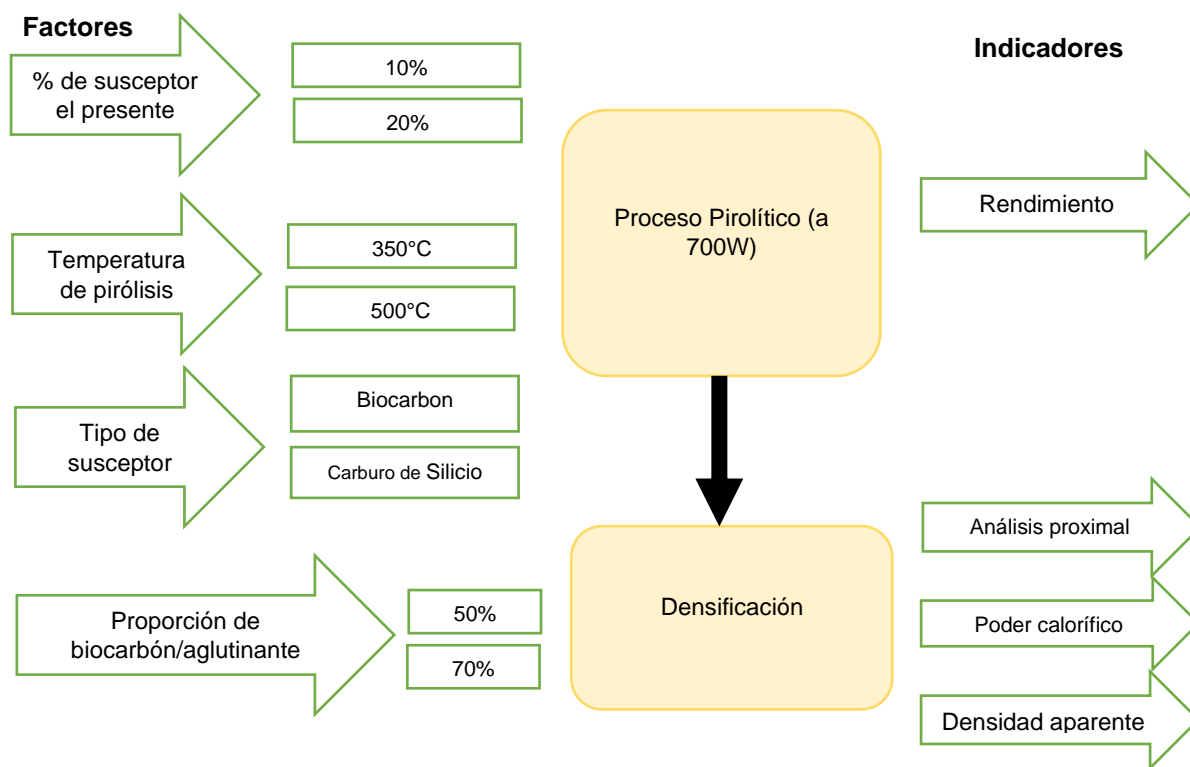 Factores
Indicadores
% de susceptor
el presente
10%
20%
Temperatura
de pirólisis
350°C
500°C
Tipo de
susceptor
Biocarbon
Carburo de Silicio
Proceso Pirolítico (a
700W)
Rendimiento
Proporción de
biocarbón/aglutinante
50%
70%
Densificación
Análisis proximal
Poder calorífico
Densidad aparente